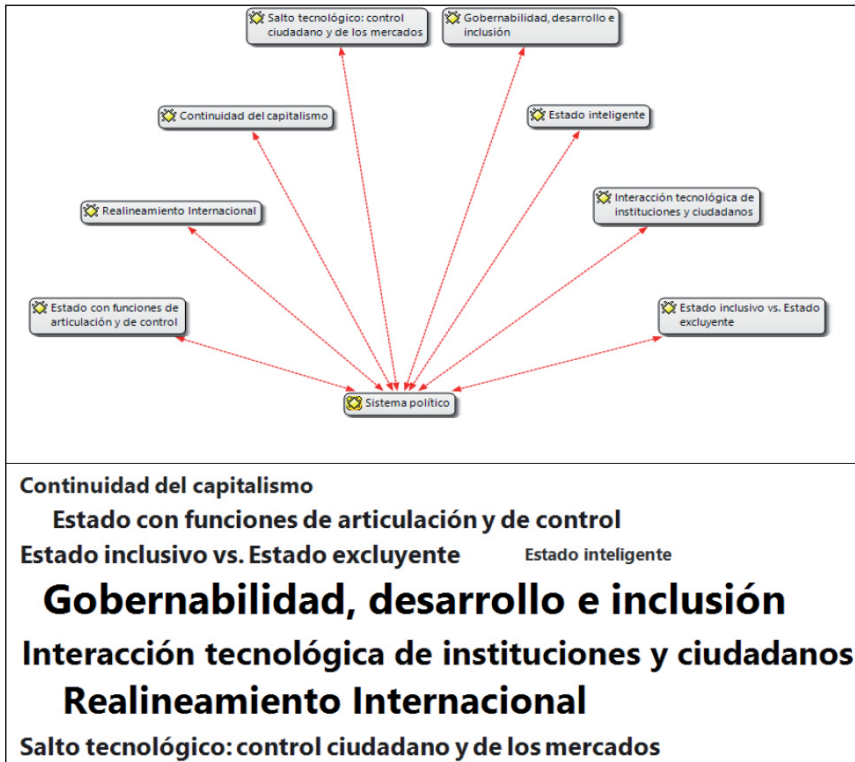 Salto tecnológico: control
ciudadano y de los mercados
Gobernabilidad, desarrollo e
inclusión
Continuidad del capitalismo
Estado inteligente
Realineamiento Internacional
Interacción tecnológica de
instituciones y ciudadanos
Estado con funciones de
articulación y de control
Estado inclusivo vs. Estado
excluyente
Sistema político
Continuidad del capitalismo
Estado con funciones de articulación y de control
Estado inclusivo vs. Estado excluyente Estado inteligente
Gobernabilidad, desarrollo e inclusión
Interacción tecnológica de instituciones y ciudadanos
Realineamiento Internacional
Salto tecnológico: control ciudadano y de los mercados